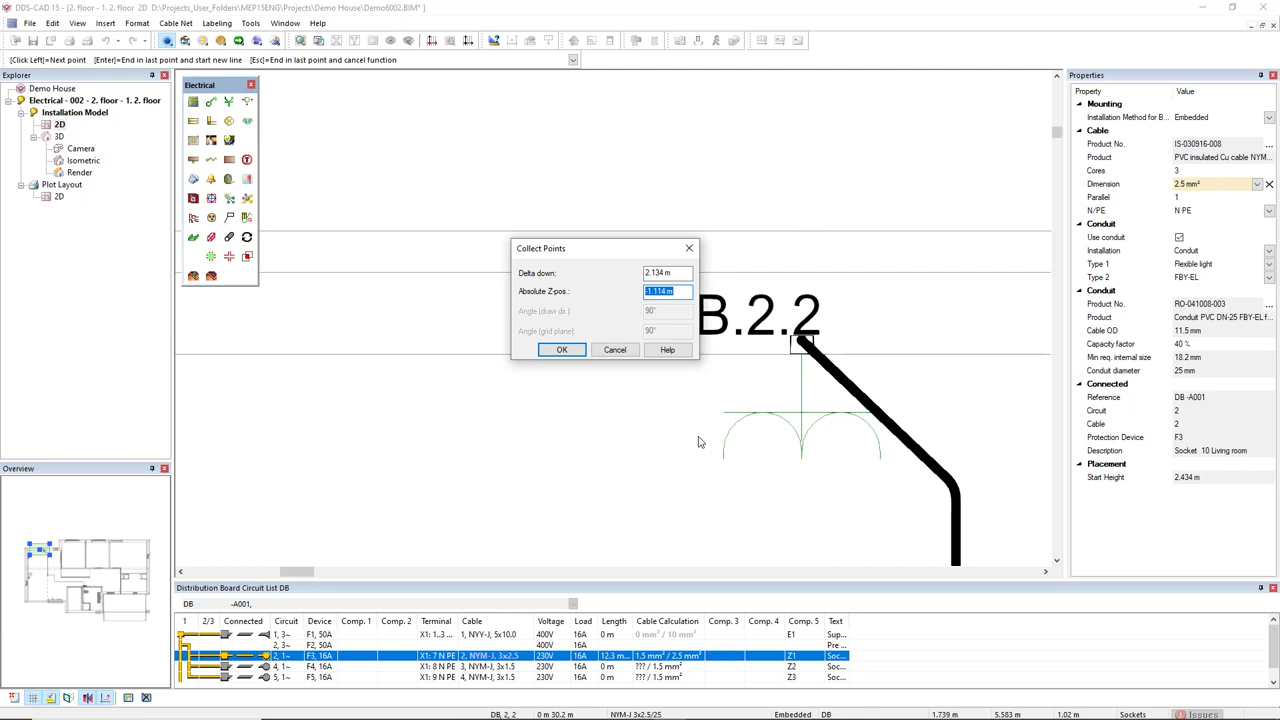 DDS-CAD 15 - [2. floor - 1. 2. floor 2D D:\Projects_User_Folders\MEP15ENG\Projects\Demo House\Demo6002.BIM* ]
File Edit View Insert Format Cable Net Labeling Tools Window Help
[Click Left]=Next point [Enter]=End in last point and start new line [Esc]=End in last point and cancel function
Explorer
Demo House
Electrical - 002 - 2. floor - 1. 2. floor
Installation Model
2D
3D
Camera
Isometric
Render
Plot Layout
2D
Overview
Electrical
B.2.2
Collect Points
Delta down: 2.134 m
Absolute Z-pos.: -1.114 m
Angle (draw dir.): 90°
Angle (grid plane): 90°
OK Cancel Help
Properties
Property Value
Mounting
Installation Method for B... Embedded
Cable
Product No. IS-030916-008 ...
Product PVC insulated Cu cable NYM...
Cores 3
Dimension 2.5 mm²
Parallel 1
N/PE N PE
Conduit
Use conduit
Installation Conduit
Type 1 Flexible light
Type 2 FBY-EL
Conduit
Product No. RO-041008-003 ...
Product Conduit PVC DN-25 FBY-EL f...
Cable OD 11.5 mm
Capacity factor 40 %
Min req. internal size 18.2 mm
Conduit diameter 25 mm
Connected
Reference DB -A001
Circuit 2
Cable 2
Protection Device F3
Description Socket 10 Living room
Placement
Start Height 2.434 m
Distribution Board Circuit List DB
DB -A001,
1 2/3 Connected Circuit Device Comp. 1 Comp. 2 Terminal Cable Voltage Load Length Cable Calculation Comp. 3 Comp. 4 Comp. 5 Text
1, 3~ F1, 50A X1: 1..3 ... 1, NYY-J, 5x10.0 400V 16A 0 m 0 mm² / 10 mm² E1 Sup...
2, 3~ F2, 50A 400V 16A Pre ...
2, 1~ F3, 16A X1: 7 N PE 2, NYM-J, 3x2.5 230V 16A 12.3 m... 1.5 mm² / 2.5 mm² Z1 Soc...
4, 1~ F4, 16A X1: 8 N PE 3, NYM-J, 3x1.5 230V 16A 0 m ??? / 1.5 mm² Z2 Soc...
5, 1~ F5, 16A X1: 9 N PE 4, NYM-J, 3x1.5 230V 16A 0 m ??? / 1.5 mm² Z3 Soc...
DB, 2, 2 0 m 30.2 m NYM-J 3x2.5/25 Embedded DB 1.739 m 5.583 m 1.02 m Sockets Issues